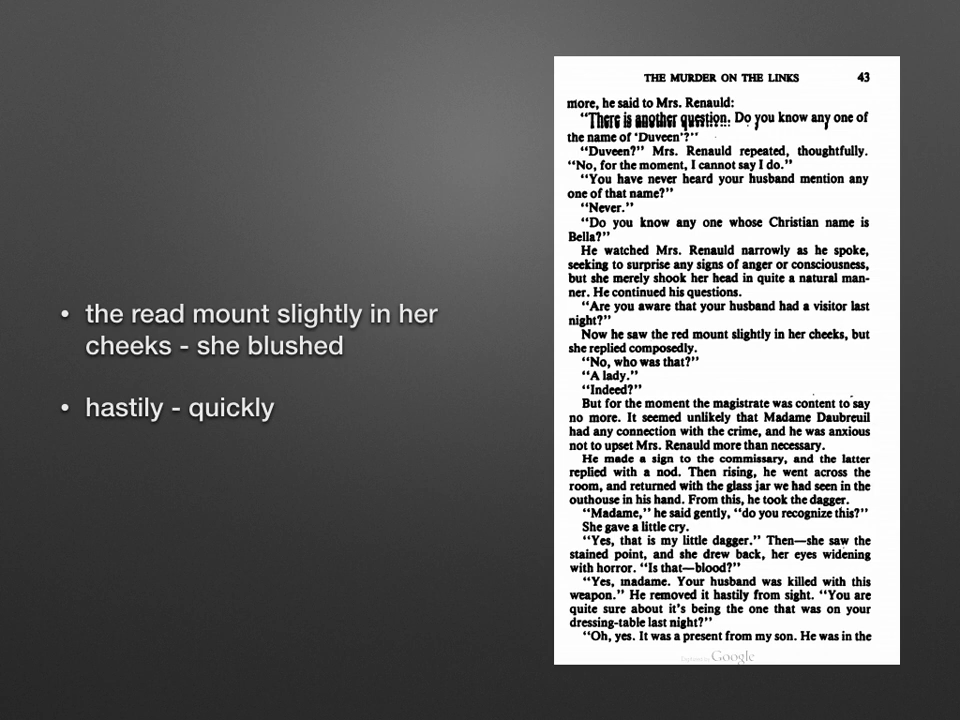 • the read mount slightly in her
cheeks - she blushed
• hastily - quickly
THE MURDER ON THE LINKS 43
more, he said to Mrs. Renauld:
"There is another question. Do you know any one of
the name of 'Duveen'?"
"Duveen?" Mrs. Renauld repeated, thoughtfully.
"No, for the moment, I cannot say I do."
"You have never heard your husband mention any
one of that name?"
"Never."
"Do you know any one whose Christian name is
Bella?"
He watched Mrs. Renauld narrowly as he spoke,
seeking to surprise any signs of anger or consciousness,
but she merely shook her head in quite a natural man-
ner. He continued his questions.
"Are you aware that your husband had a visitor last
night?"
Now he saw the red mount slightly in her cheeks, but
she replied composedly.
"No, who was that?"
"A lady."
"Indeed?"
But for the moment the magistrate was content to say
no more. It seemed unlikely that Madame Daubreuil
had any connection with the crime, and he was anxious
not to upset Mrs. Renauld more than necessary.
He made a sign to the commissary, and the latter
replied with a nod. Then rising, he went across the
room, and returned with the glass jar we had seen in the
outhouse in his hand. From this, he took the dagger.
"Madame," he said gently, "do you recognize this?"
She gave a little cry.
"Yes, that is my little dagger." Then—she saw the
stained point, and she drew back, her eyes widening
with horror. "Is that—blood?"
"Yes, madame. Your husband was killed with this
weapon." He removed it hastily from sight. "You are
quite sure about it's being the one that was on your
dressing-table last night?"
"Oh, yes. It was a present from my son. He was in the
Digitized by Google